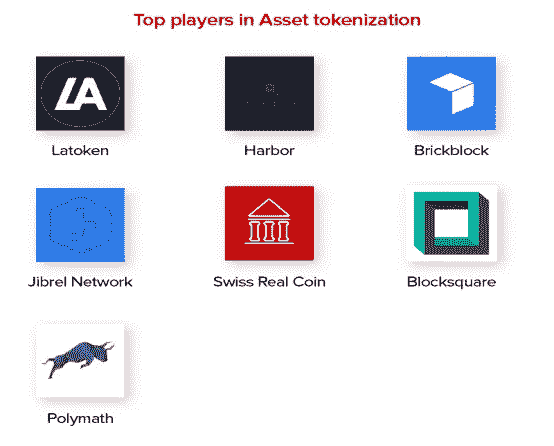 Top players in Asset tokenization
LA
Latoken
Harbor
Brickblock
Jibrel Network
Swiss Real Coin
Blocksquare
Polymath